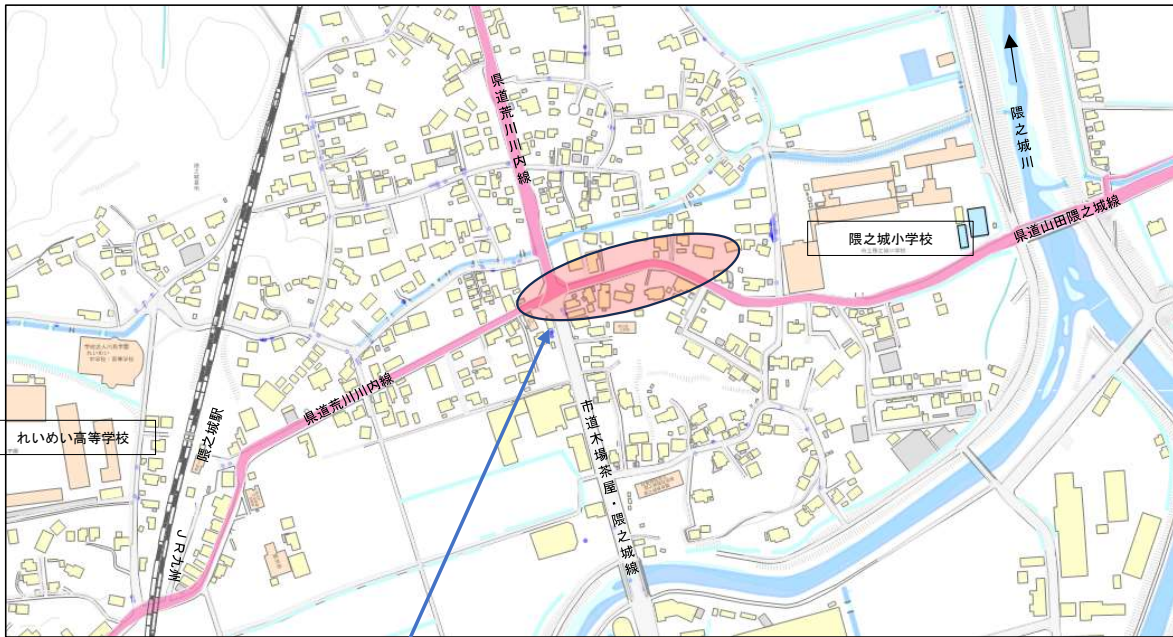 県道荒川川内線
隈之城川
県道山田隈之城線
隈之城小学校
県道荒川川内線
隈之城駅
れいめい高等学校
市道木場茶屋・隈之城線
JR九州